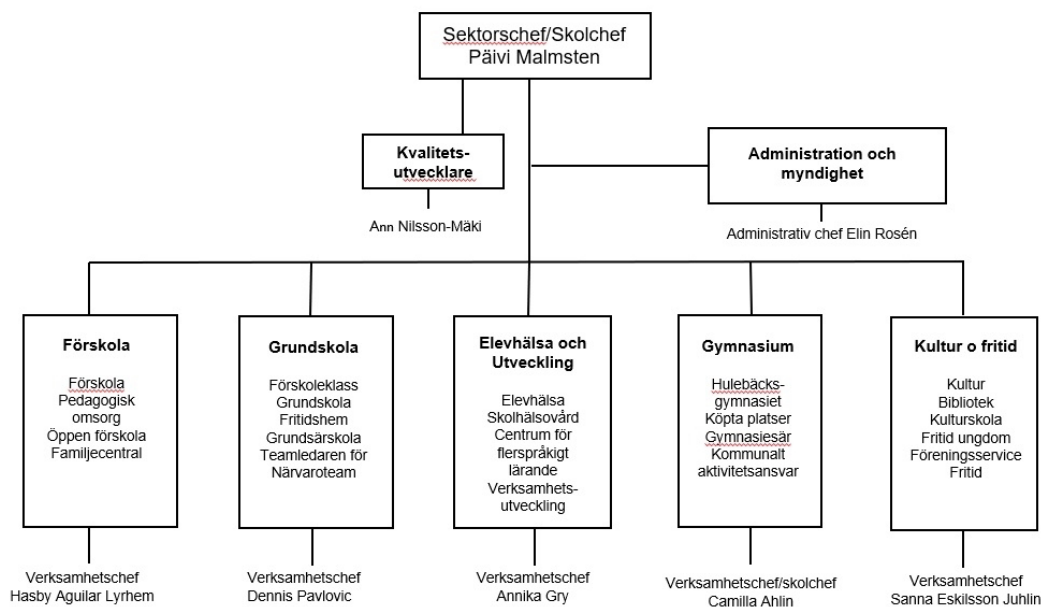 Sektorschef/Skolchef
Päivi Malmsten
Kvalitets-
utvecklare
Ann Nilsson-Mäki
Administration och
myndighet
Administrativ chef Elin Rosén
Förskola
Förskola
Pedagogisk
omsorg
Öppen förskola
Familjecentral
Verksamhetschef
Hasby Aguilar Lyrhem
Grundskola
Förskoleklass
Grundskola
Fritidshem
Grundsärskola
Teamledaren för
Närvaroteam
Verksamhetschef
Dennis Pavlovic
Elevhälsa och
Utveckling
Elevhälsa
Skolhälsovård
Centrum för
flerspråkigt
lärande
Verksamhets-
utveckling
Verksamhetschef
Annika Gry
Gymnasium
Hulebäcks-
gymnasiet
Köpta platser
Gymnasiesär
Kommunalt
aktivitetsansvar
Verksamhetschef/skolchef
Camilla Ahlin
Kultur o fritid
Kultur
Bibliotek
Kulturskola
Fritid ungdom
Föreningsservice
Fritid
Verksamhetschef
Sanna Eskilsson Juhlin